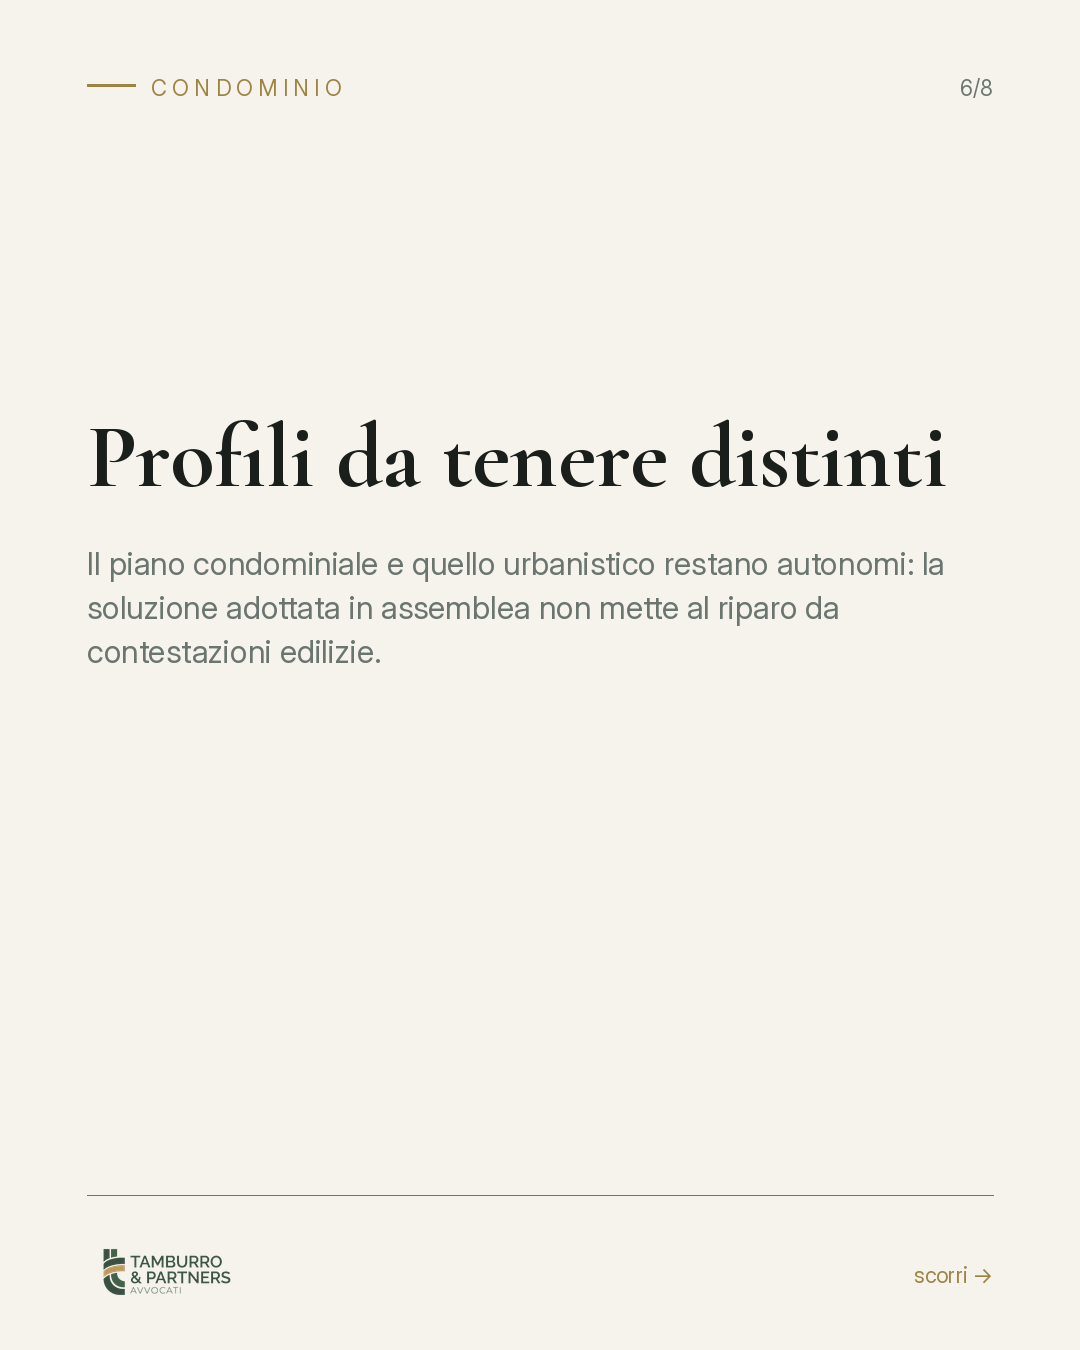 CONDOMINIO
6/8
Profili da tenere distinti
Il piano condominiale e quello urbanistico restano autonomi: la
soluzione adottata in assemblea non mette al riparo da
contestazioni edilizie.
TAMBURRO
& PARTNERS
AVVOCATI
scorri →